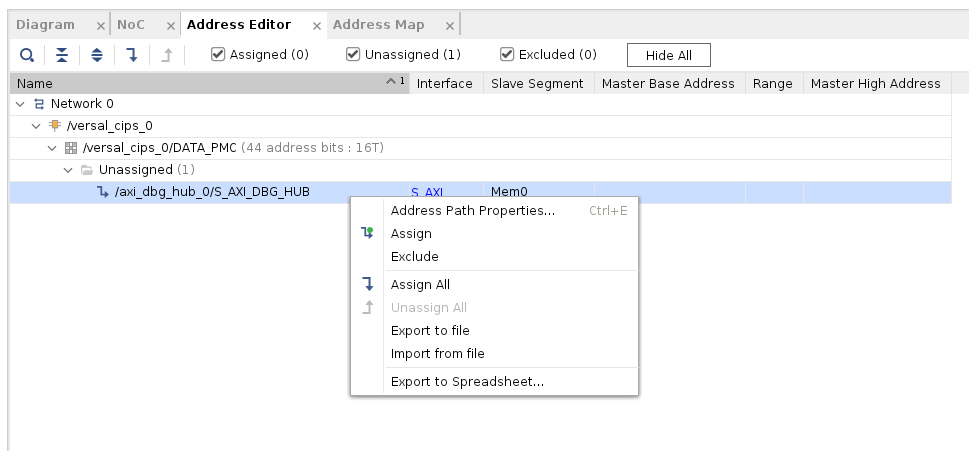 Diagram NoC Address Editor Address Map
Assigned (0) Unassigned (1) Excluded (0) Hide All
Name 1 Interface Slave Segment Master Base Address Range Master High Address
Network 0
/versal_cips_0
/versal_cips_0/DATA_PMC (44 address bits : 16T)
Unassigned (1)
/axi_dbg_hub_0/S_AXI_DBG_HUB S_AXI Mem0
Address Path Properties... Ctrl+E
Assign
Exclude
Assign All
Unassign All
Export to file
Import from file
Export to Spreadsheet...